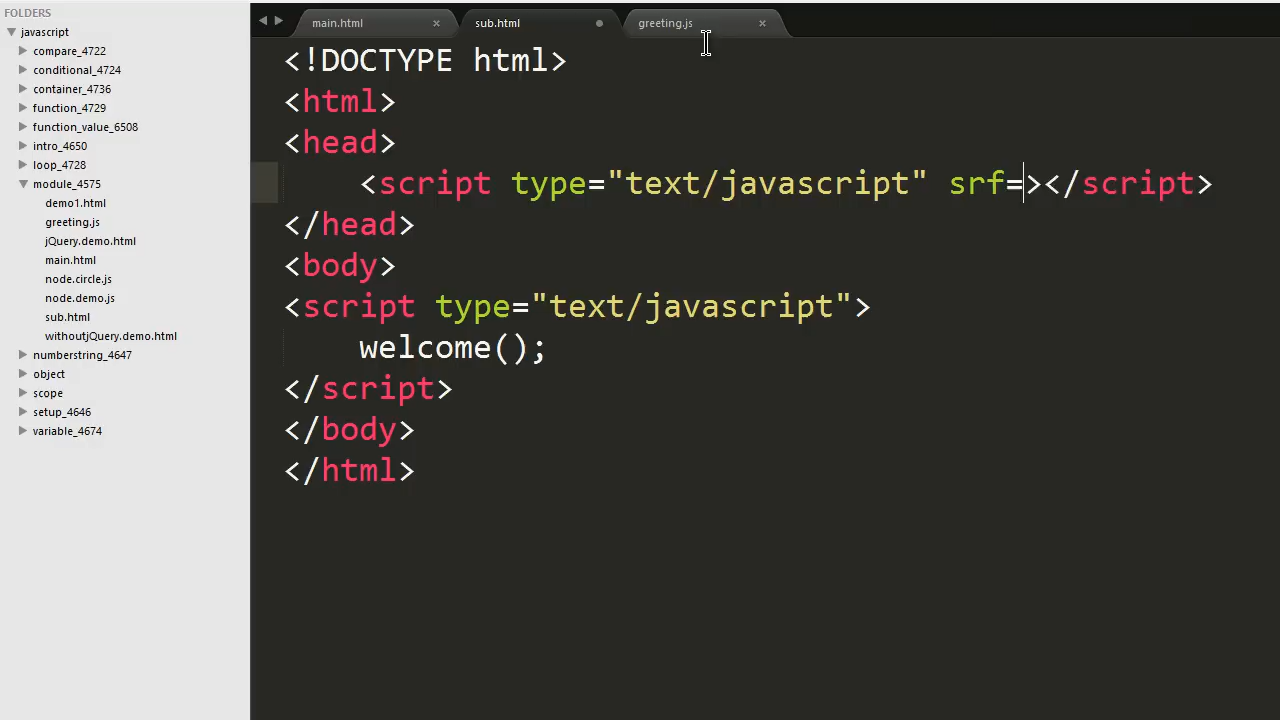 FOLDERS
javascript
compare_4722
conditional_4724
container_4736
function_4729
function_value_6508
intro_4650
loop_4728
module_4575
demo1.html
greeting.js
jQuery.demo.html
main.html
node.circle.js
node.demo.js
sub.html
withoutjQuery.demo.html
numberstring_4647
object
scope
setup_4646
variable_4674
main.html
sub.html
greeting.js
<!DOCTYPE html>
<html>
<head>
    <script type="text/javascript" srf=></script>
</head>
<body>
<script type="text/javascript">
    welcome();
</script>
</body>
</html>